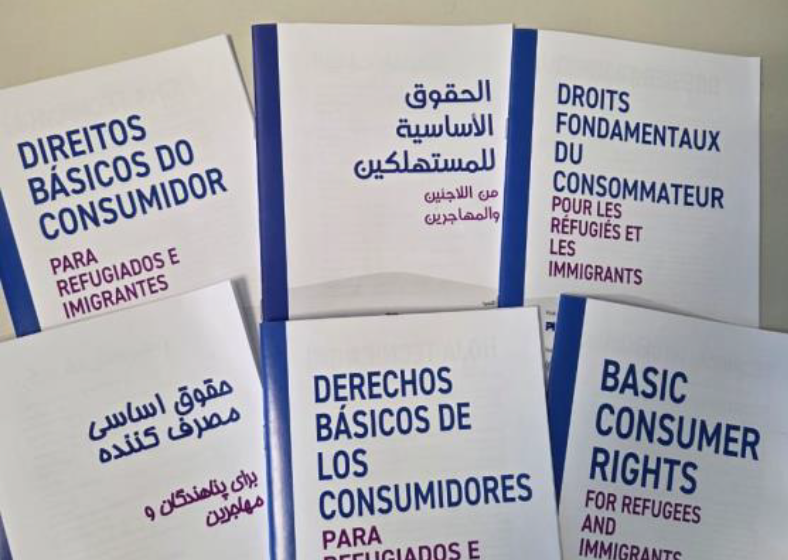 DIREITOS
BÁSICOS DO
CONSUMIDOR
PARA
REFUGIADOS E
IMIGRANTES
الحقوق
الأساسية
للمستهلكين
من اللاجئين
والمهاجرين
DROITS
FONDAMENTAUX
DU
CONSOMMATEUR
POUR LES
RÉFUGIÉS ET
LES
IMMIGRANTS
حقوق اساسی
مصرف کننده
برای پناهندگان و
مهاجرین
DERECHOS
BÁSICOS DE
LOS
CONSUMIDORES
PARA
REFUGIADOS E
BASIC
CONSUMER
RIGHTS
FOR REFUGEES
AND
IMMIGRANTS